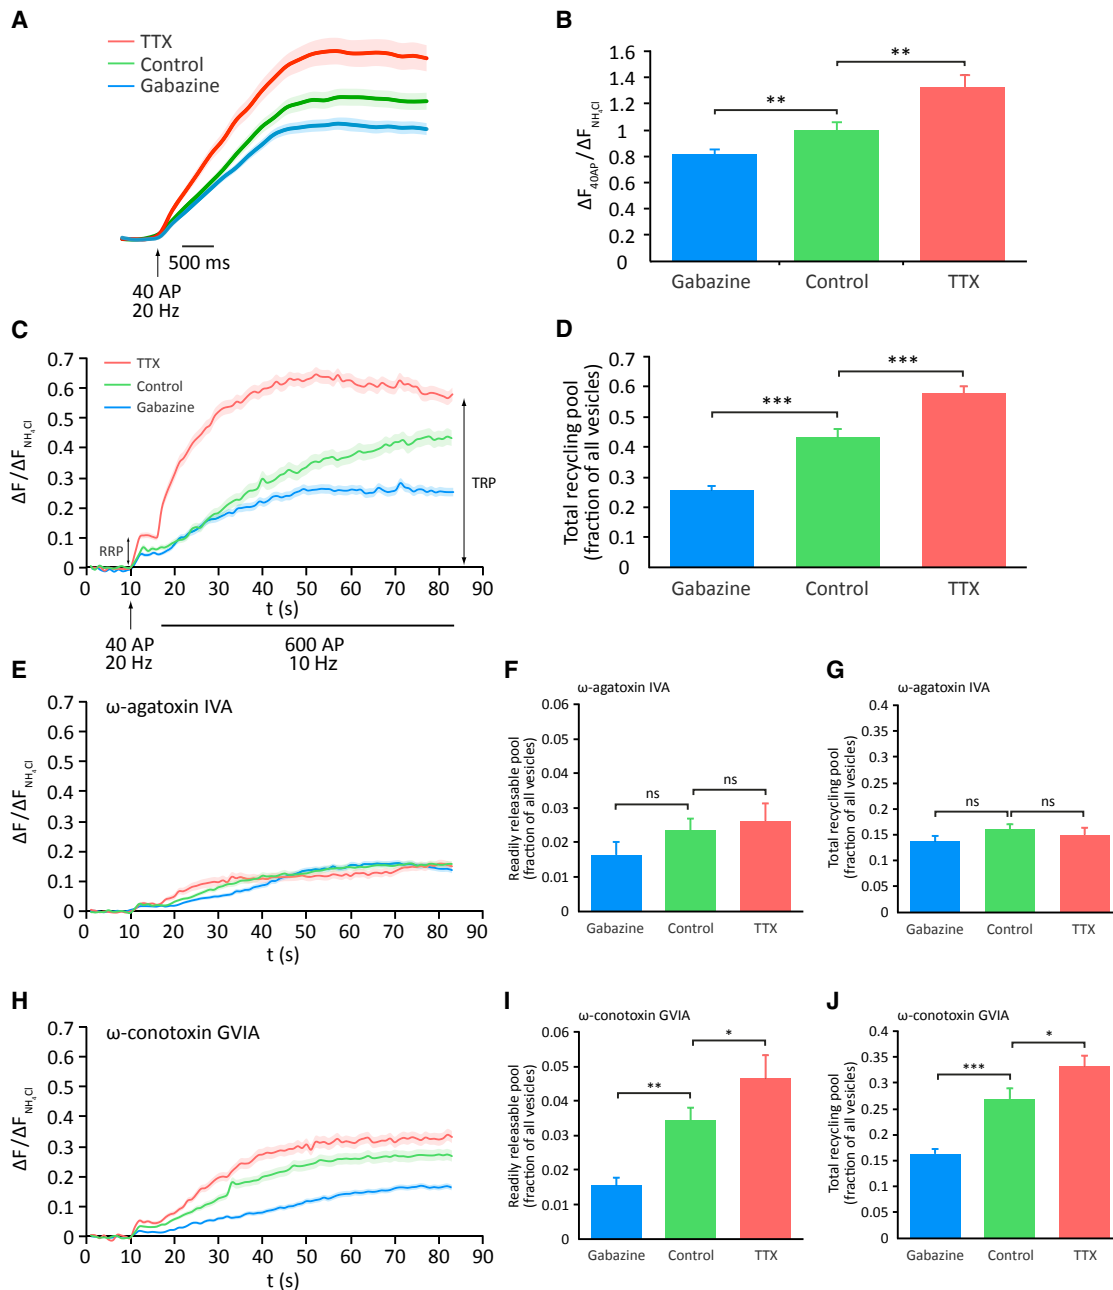 A
TTX
Control
Gabazine
500 ms
40 AP
20 Hz
B
ΔF40AP/ΔFNH4Cl
1.6
1.4
1.2
1
0.8
0.6
0.4
0.2
0
**
**
Gabazine Control TTX
C
ΔF/ΔFNH4Cl
0.7
0.6
0.5
0.4
0.3
0.2
0.1
0
TTX
Control
Gabazine
RRP
TRP
0 10 20 30 40 50 60 70 80 90
t (s)
40 AP
20 Hz
600 AP
10 Hz
D
Total recycling pool
(fraction of all vesicles)
0.7
0.6
0.5
0.4
0.3
0.2
0.1
0
***
***
Gabazine Control TTX
E
ω-agatoxin IVA
ΔF/ΔFNH4Cl
0.7
0.6
0.5
0.4
0.3
0.2
0.1
0
0 10 20 30 40 50 60 70 80 90
t (s)
F
ω-agatoxin IVA
Readily releasable pool
(fraction of all vesicles)
0.06
0.05
0.04
0.03
0.02
0.01
0
ns
ns
Gabazine Control TTX
G
ω-agatoxin IVA
Total recycling pool
(fraction of all vesicles)
0.4
0.35
0.3
0.25
0.2
0.15
0.1
0.05
0
ns
ns
Gabazine Control TTX
H
ω-conotoxin GVIA
ΔF/ΔFNH4Cl
0.7
0.6
0.5
0.4
0.3
0.2
0.1
0
0 10 20 30 40 50 60 70 80 90
t (s)
I
ω-conotoxin GVIA
Readily releasable pool
(fraction of all vesicles)
0.06
0.05
0.04
0.03
0.02
0.01
0
**
*
Gabazine Control TTX
J
ω-conotoxin GVIA
Total recycling pool
(fraction of all vesicles)
0.4
0.35
0.3
0.25
0.2
0.15
0.1
0.05
0
***
*
Gabazine Control TTX